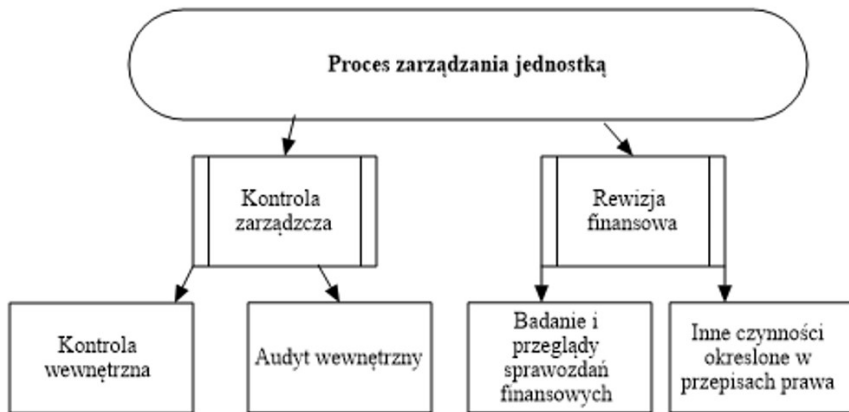 Proces zarządzania jednostką
Kontrola
zarządzcza
Rewizja
finansowa
Kontrola
wewnętrzna
Audyt wewnętrzny
Badanie i
przeglądy
sprawozdań
finansowych
Inne czynności
okreslone w
przepisach prawa